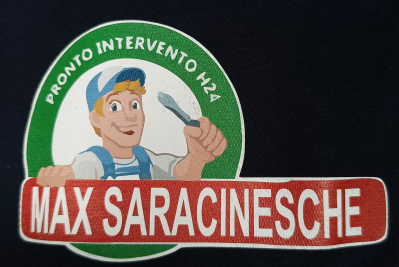 PRONTO INTERVENTO H24
MAX SARACINESCHE